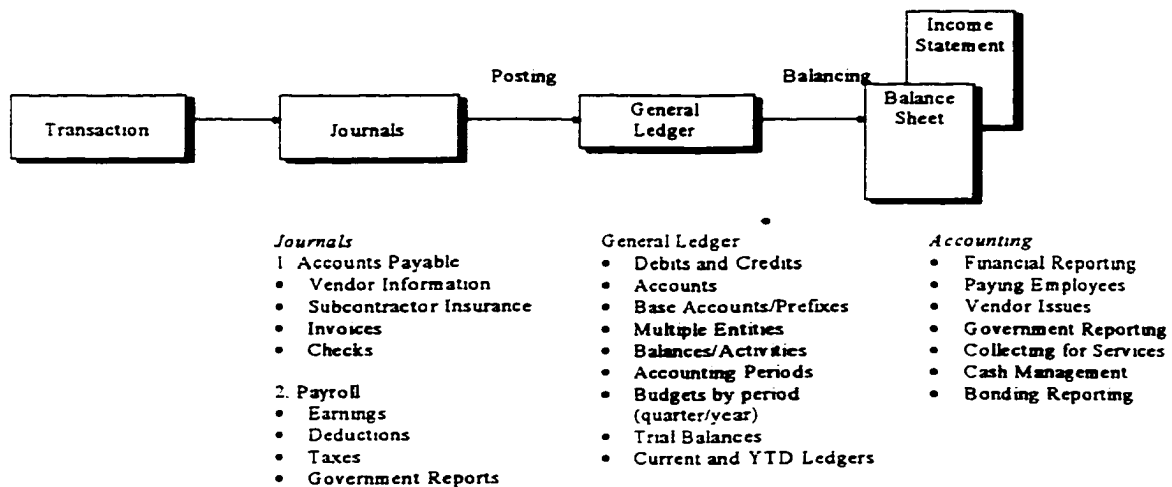 Income
Statement
Posting
Balancing
Transaction
Journals
General
Ledger
Balance
Sheet
Journals
1 Accounts Payable
• Vendor Information
• Subcontractor Insurance
• Invoices
• Checks
2. Payroll
• Earnings
• Deductions
• Taxes
• Government Reports
General Ledger
• Debits and Credits
• Accounts
• Base Accounts/Prefixes
• Multiple Entities
• Balances/Activities
• Accounting Periods
• Budgets by period
(quarter/year)
• Trial Balances
• Current and YTD Ledgers
Accounting
• Financial Reporting
• Paying Employees
• Vendor Issues
• Government Reporting
• Collecting for Services
• Cash Management
• Bonding Reporting